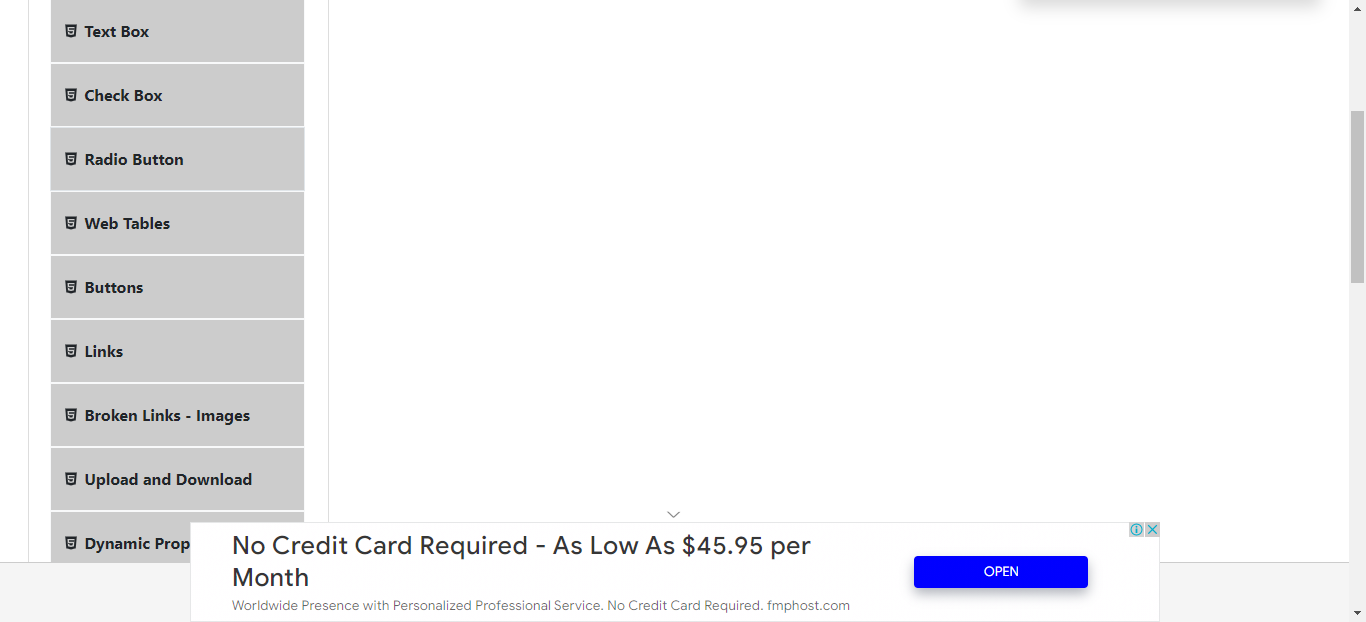 Text Box
Check Box
Radio Button
Web Tables
Buttons
Links
Broken Links - Images
Upload and Download
Dynamic Prop
No Credit Card Required - As Low As $45.95 per
Month
Worldwide Presence with Personalized Professional Service. No Credit Card Required. fmphost.com
OPEN